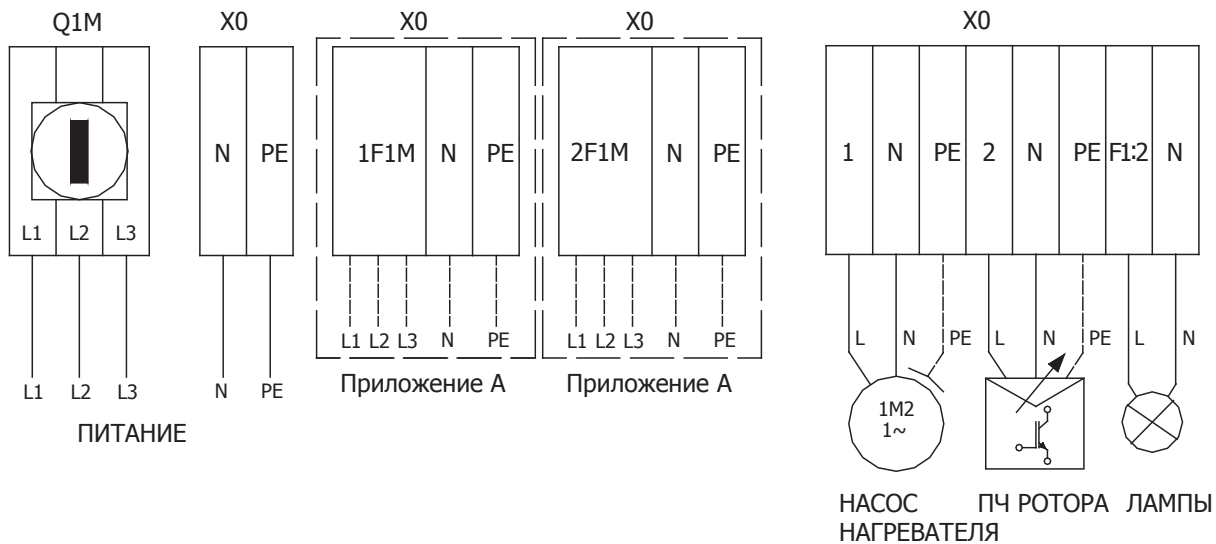 Q1M X0 X0 X0 X0
N PE 1F1M N PE 2F1M N PE 1 N PE 2 N PE F1:2 N
L1 L2 L3
L1 L2 L3 N PE L1 L2 L3 N PE L N PE L N PE L N
L1 L2 L3 N PE Приложение А Приложение А
1M2
1~
ПИТАНИЕ
НАСОС НАГРЕВАТЕЛЯ
ПЧ РОТОРА
ЛАМПЫ